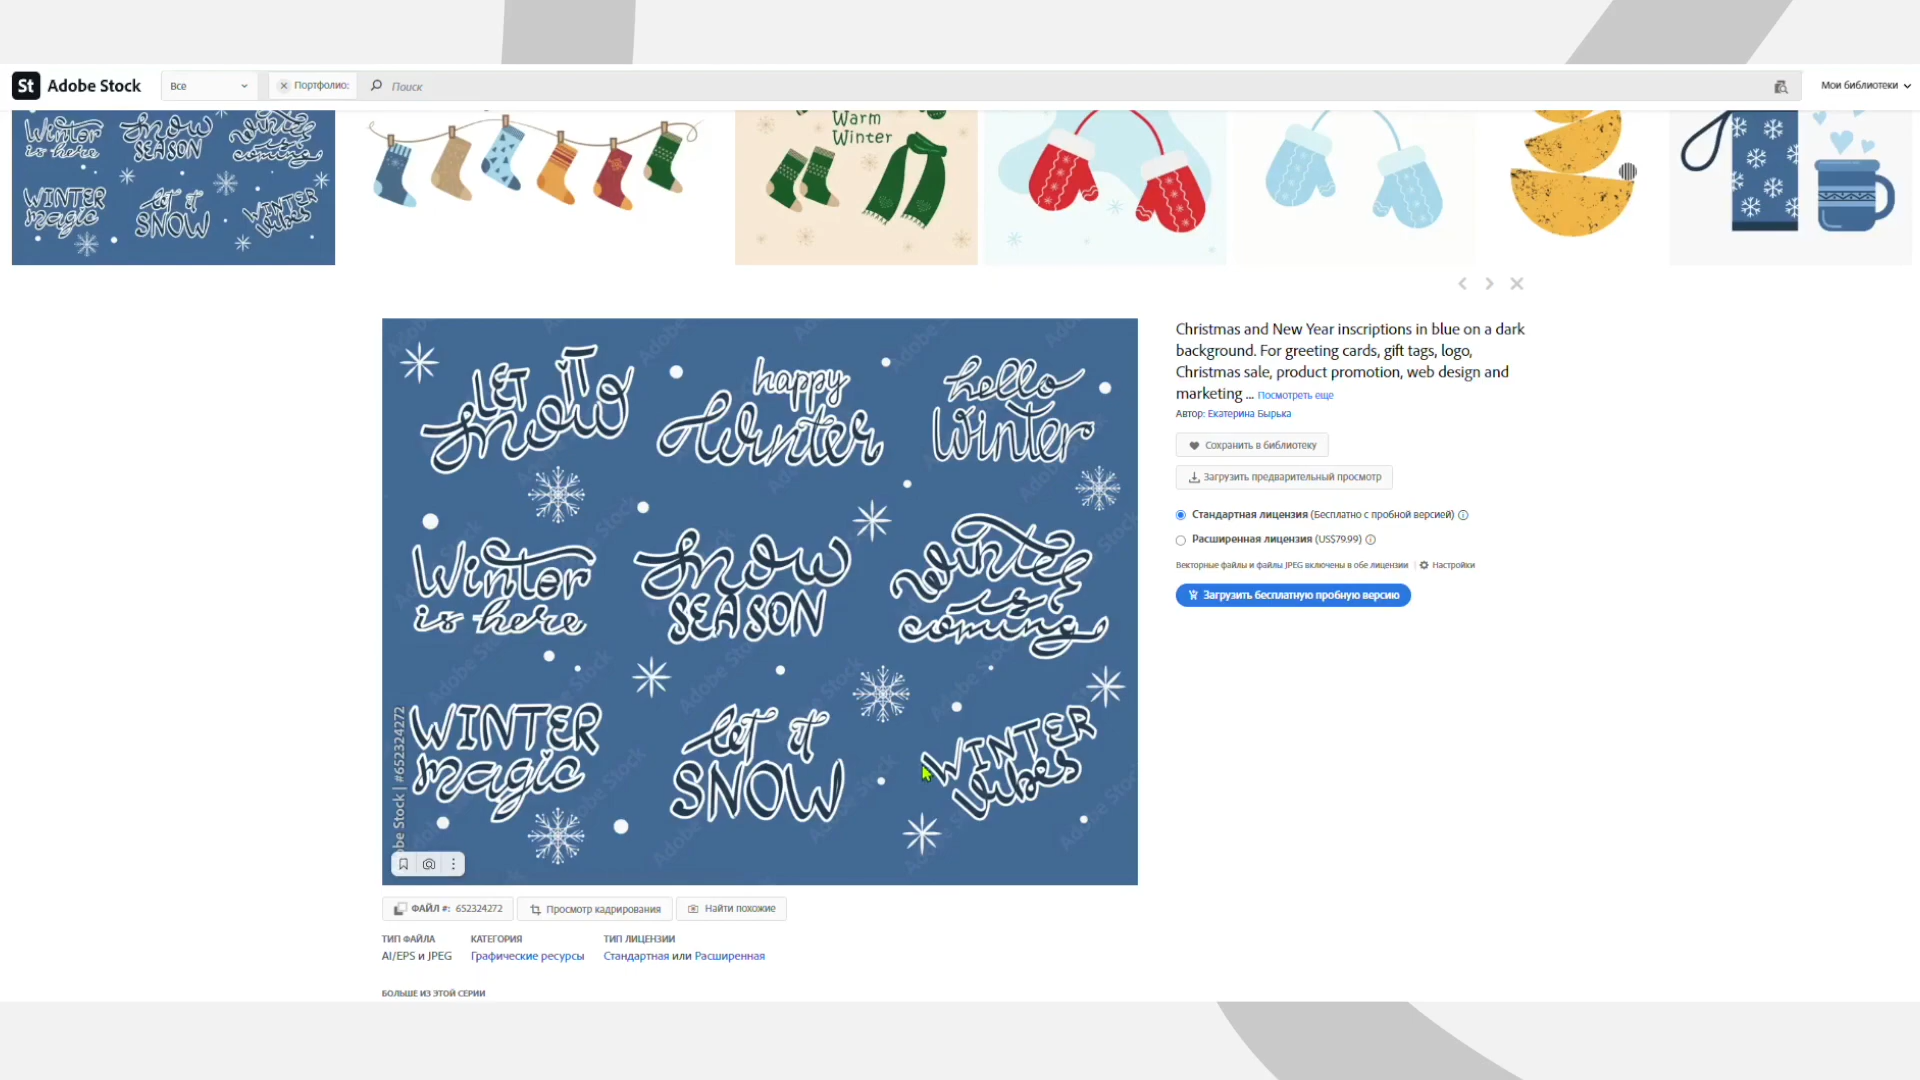 St Adobe Stock
Все
Портфолио:
Поиск
Мои библиотеки
Winter is here
Snow SEASON
Winter is coming
WINTER magic
let it SNOW
WINTER Vibes
Warm
Winter
LET IT
snow
happy
Winter
hello
Winter
Winter
is here
Snow
SEASON
Winter
is
coming
WINTER
magic
let it
SNOW
WINTER
Vibes
Adobe Stock
obe Stock | #652324272
Christmas and New Year inscriptions in blue on a dark
background. For greeting cards, gift tags, logo,
Christmas sale, product promotion, web design and
marketing ... Посмотреть еще
Автор: Екатерина Бырька
Сохранить в библиотеку
Загрузить предварительный просмотр
Стандартная лицензия (Бесплатно с пробной версией)
Расширенная лицензия (US$79.99)
Векторные файлы и файлы JPEG включены в обе лицензии | Настройки
Загрузить бесплатную пробную версию
ФАЙЛ #: 652324272
Просмотр кадрирования
Найти похожие
ТИП ФАЙЛА
AI/EPS и JPEG
КАТЕГОРИЯ
Графические ресурсы
ТИП ЛИЦЕНЗИИ
Стандартная или Расширенная
БОЛЬШЕ ИЗ ЭТОЙ СЕРИИ